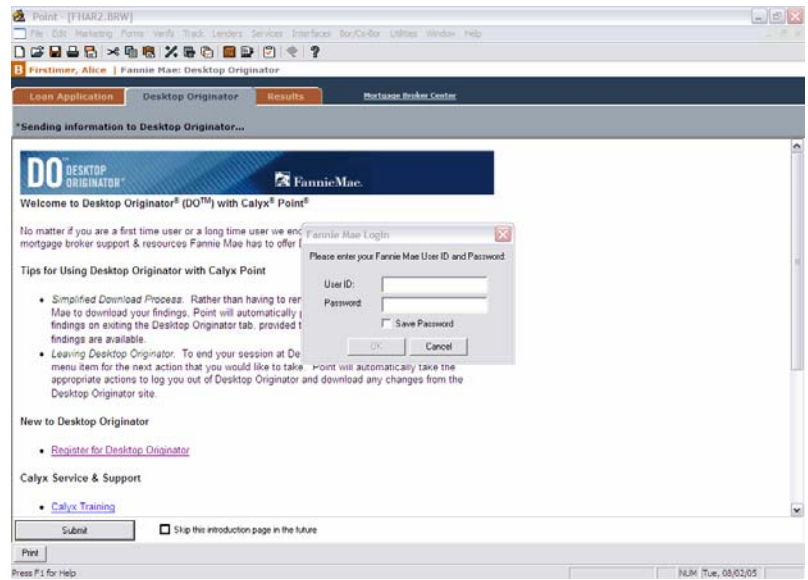 Point - [FHAR2.BRW]
File Edit Marketing Forms Verifs Track Lenders Services Interfaces Bor/Co-Bor Utilities Window Help
B Firstimer, Alice | Fannie Mae: Desktop Originator
Loan Application Desktop Originator Results Mortgage Broker Center
*Sending information to Desktop Originator...
DO™ DESKTOP ORIGINATOR® FannieMae.
Welcome to Desktop Originator® (DO™) with Calyx® Point®
No matter if you are a first time user or a long time user we
mortgage broker support & resources Fannie Mae has to offer
Tips for Using Desktop Originator with Calyx Point
• Simplified Download Process. Rather than having to
Mae to download your findings, Point will automatically
findings on exiting the Desktop Originator tab, provided
findings are available.
• Leaving Desktop Originator. To end your session at
menu item for the next action that you would like to take. Point will automatically take the
appropriate actions to log you out of Desktop Originator and download any changes from the
Desktop Originator site.
Fannie Mae Login
Please enter your Fannie Mae User ID and Password
User ID:
Password
Save Password
OK Cancel
New to Desktop Originator
• Register for Desktop Originator
Calyx Service & Support
• Calyx Training
Submit Skip this introduction page in the future
Print
Press F1 for Help NUM Tue, 08/02/05